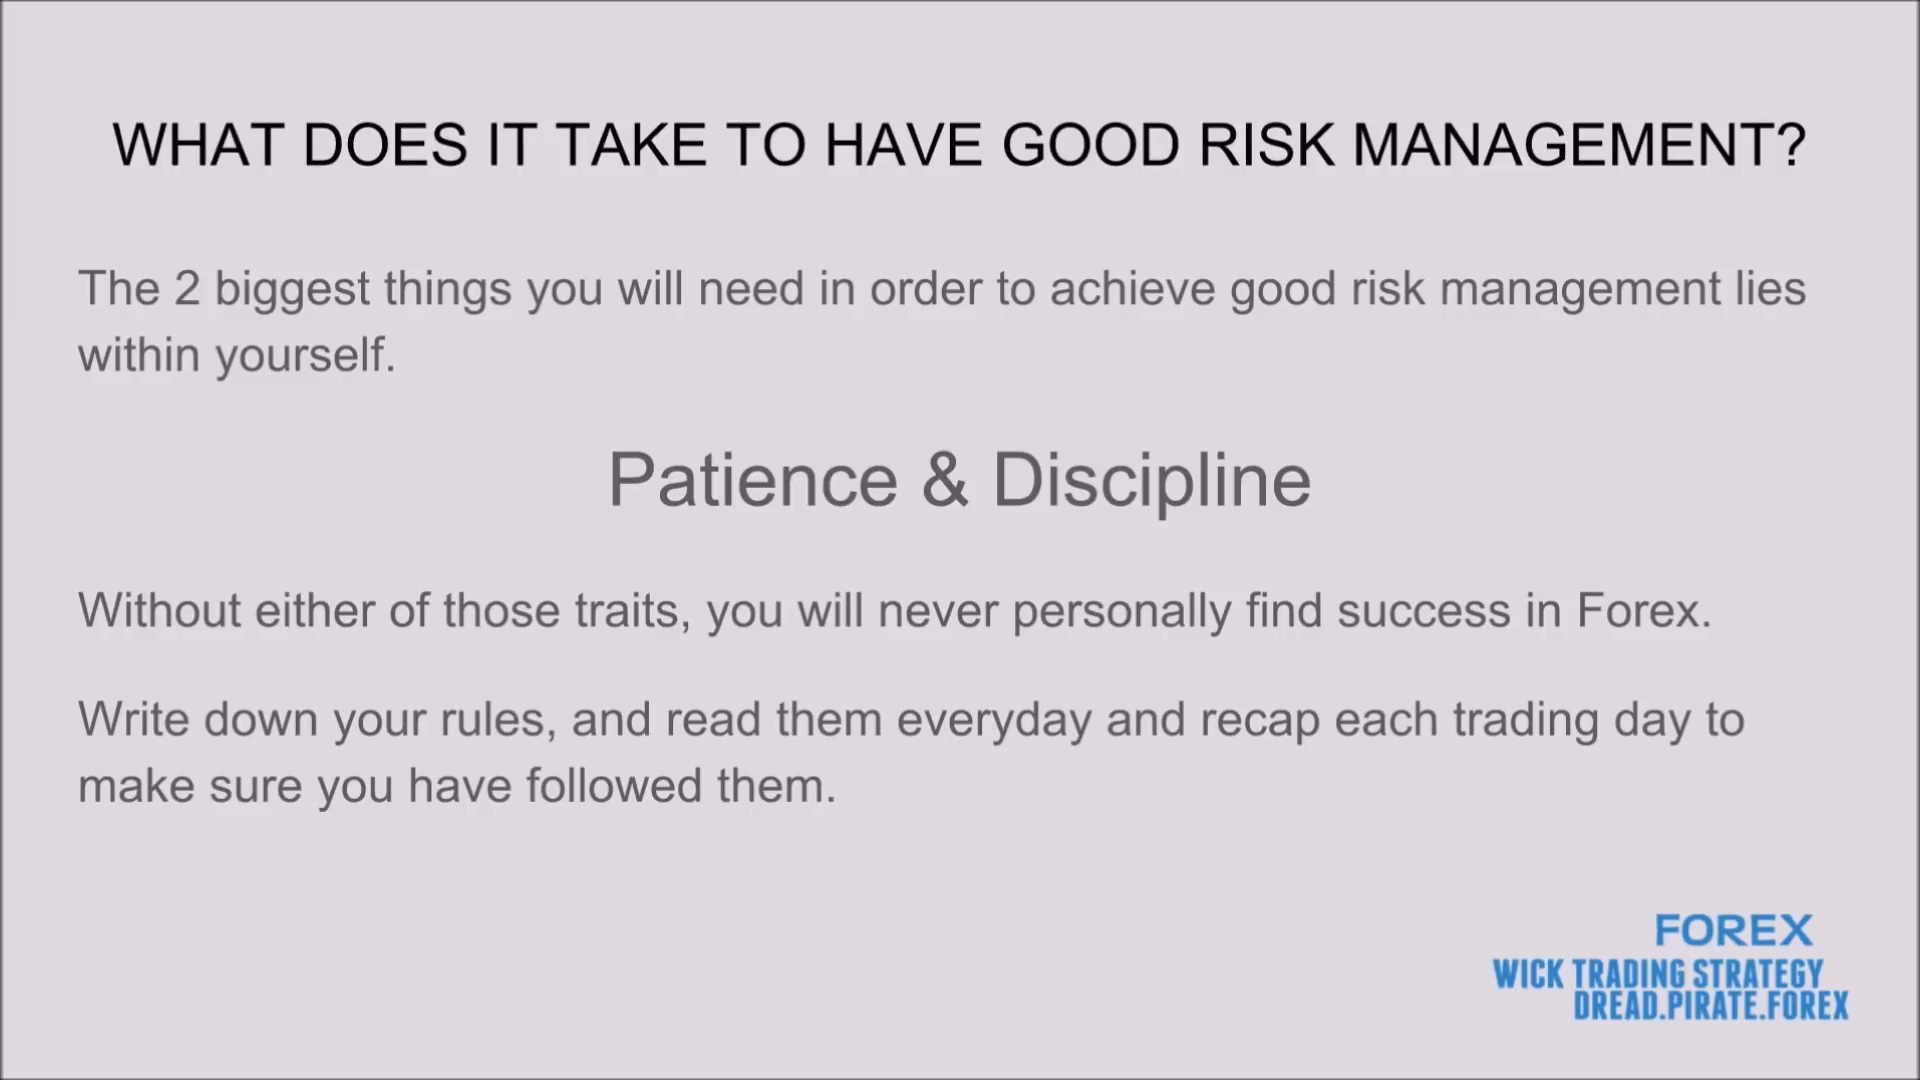 WHAT DOES IT TAKE TO HAVE GOOD RISK MANAGEMENT?
The 2 biggest things you will need in order to achieve good risk management lies
within yourself.
Patience & Discipline
Without either of those traits, you will never personally find success in Forex.
Write down your rules, and read them everyday and recap each trading day to
make sure you have followed them.
FOREX
WICK TRADING STRATEGY
DREAD.PIRATE.FOREX